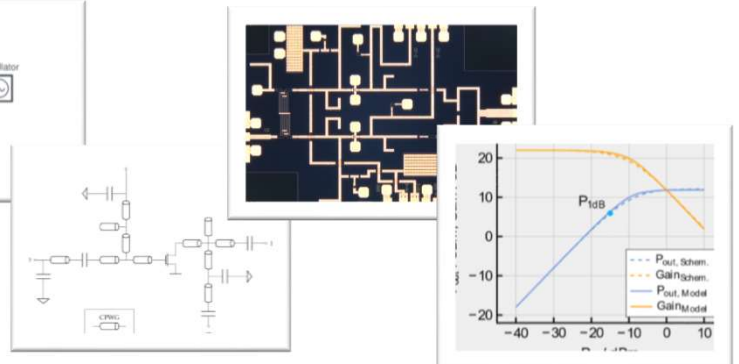 CPWG
20
10
0
−10
−20
P1dB
Pout, Schem.
GainSchem.
Pout, Model
GainModel
−40 −30 −20 −10 0 10